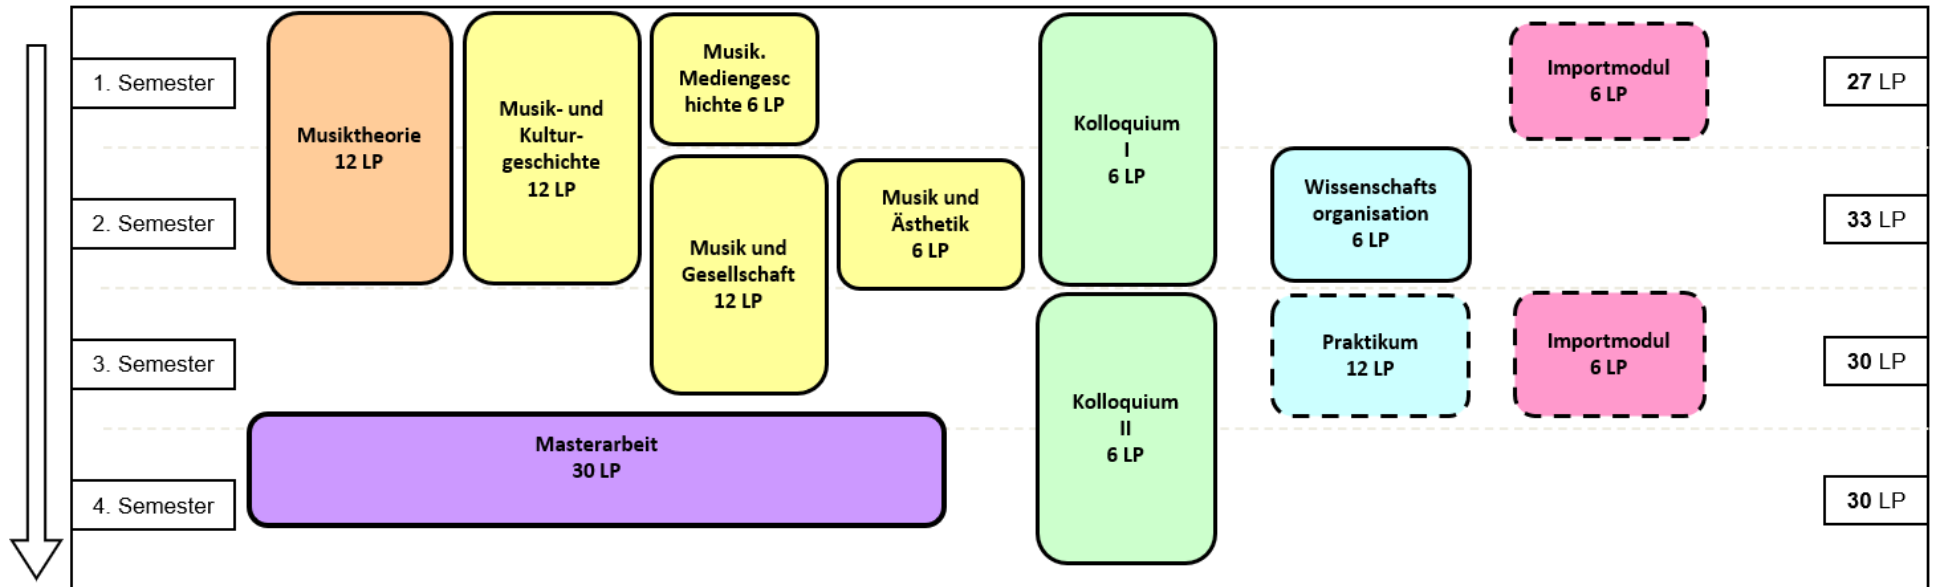 1. Semester
Musiktheorie
12 LP
Musik- und
Kultur-
geschichte
12 LP
Musik.
Mediengesc
hichte 6 LP
Kolloquium
I
6 LP
Importmodul
6 LP
27 LP
2. Semester
Musik und
Gesellschaft
12 LP
Musik und
Ästhetik
6 LP
Wissenschafts
organisation
6 LP
33 LP
3. Semester
Kolloquium
II
6 LP
Praktikum
12 LP
Importmodul
6 LP
30 LP
4. Semester
Masterarbeit
30 LP
30 LP